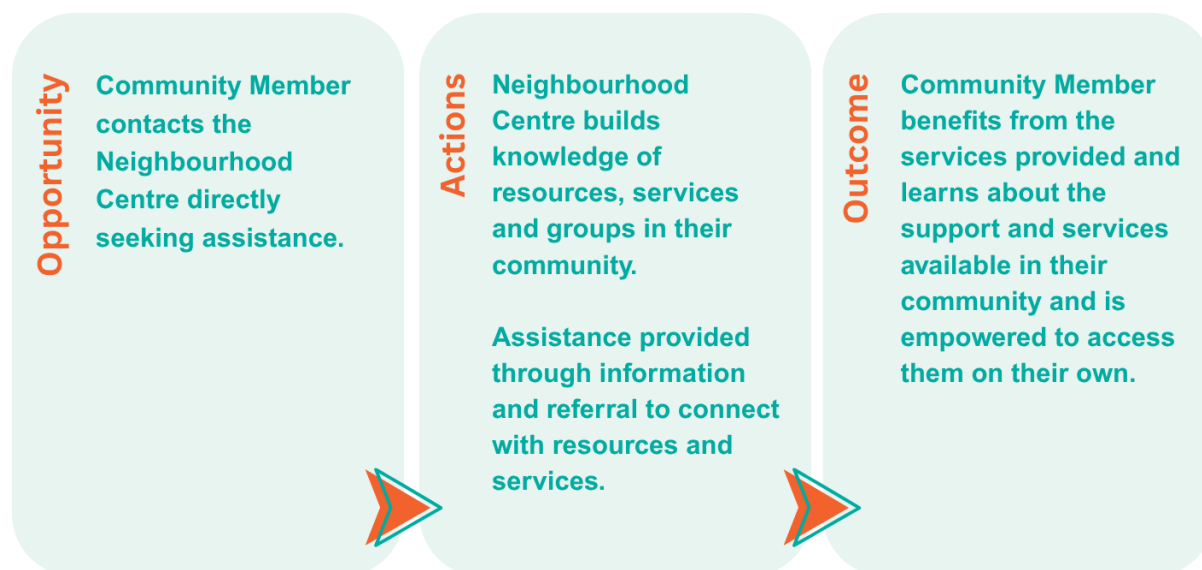 Opportunity
Community Member
contacts the
Neighbourhood
Centre directly
seeking assistance.
Actions
Neighbourhood
Centre builds
knowledge of
resources, services
and groups in their
community.
Assistance provided
through information
and referral to connect
with resources and
services.
Outcome
Community Member
benefits from the
services provided and
learns about the
support and services
available in their
community and is
empowered to access
them on their own.